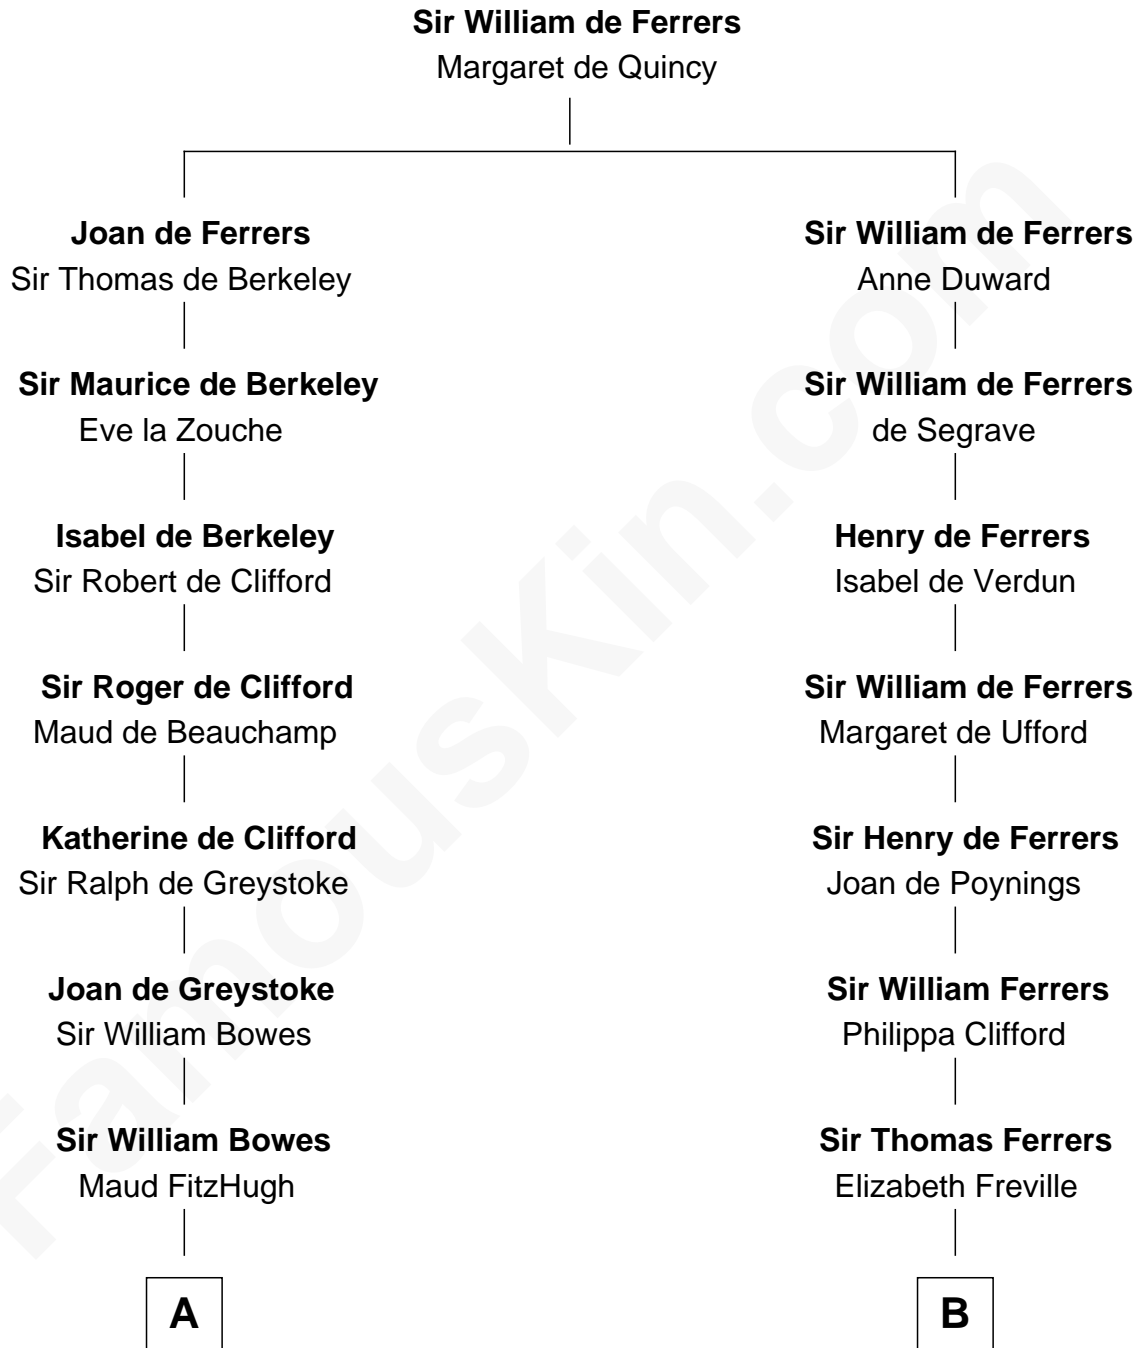 Sir William de Ferrers
Margaret de Quincy
Joan de Ferrers
Sir Thomas de Berkeley
Sir William de Ferrers
Anne Duward
Sir Maurice de Berkeley
Eve la Zouche
Sir William de Ferrers
de Segrave
Isabel de Berkeley
Sir Robert de Clifford
Henry de Ferrers
Isabel de Verdun
Sir Roger de Clifford
Maud de Beauchamp
Sir William de Ferrers
Margaret de Ufford
Katherine de Clifford
Sir Ralph de Greystoke
Sir Henry de Ferrers
Joan de Poynings
Joan de Greystoke
Sir William Bowes
Sir William Ferrers
Philippa Clifford
Sir William Bowes
Maud FitzHugh
Sir Thomas Ferrers
Elizabeth Freville
A
B
FamousKin.com